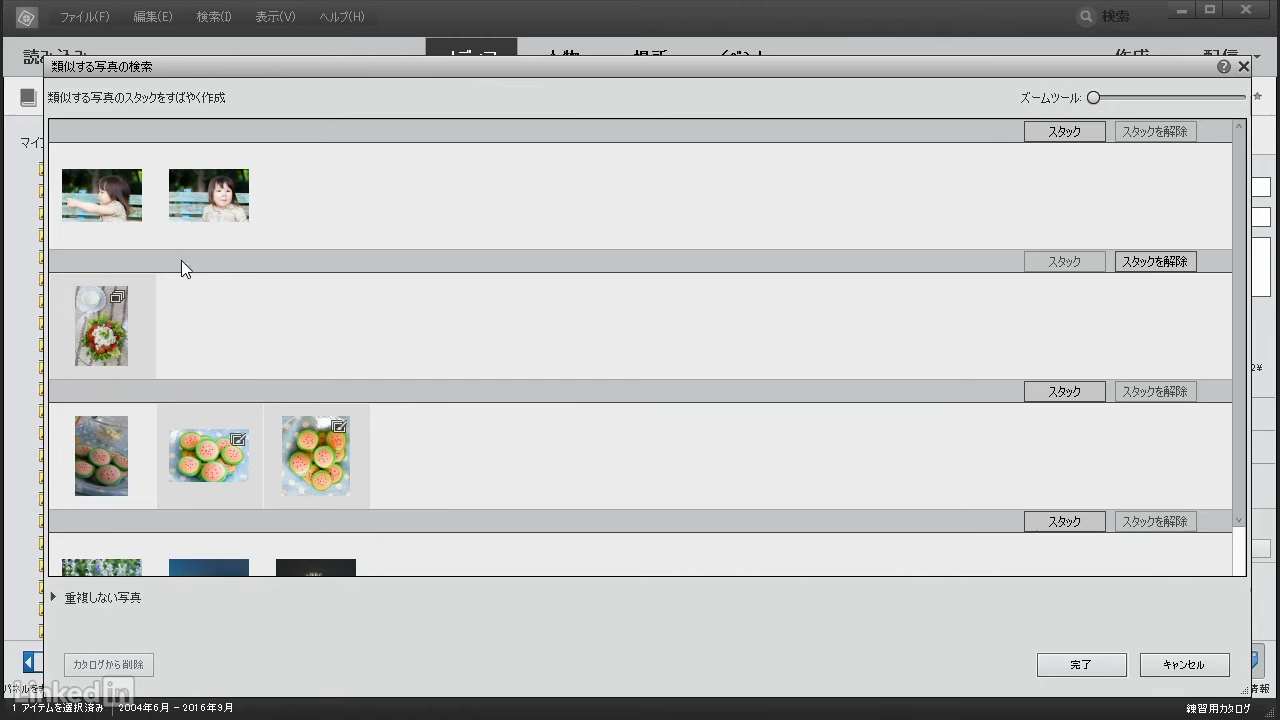 ファイル(F) 編集(E) 検索(I) 表示(V) ヘルプ(H) 検索
類似する写真の検索
類似する写真のスタックをすばやく作成 ズームツール:
スタック スタックを解除
スタック スタックを解除
スタック スタックを解除
スタック スタックを解除
重複しない写真
カタログから削除 完了 キャンセル
Linked in
1 アイテムを選択済み 2004年6月 - 2016年9月 練習用カタログ